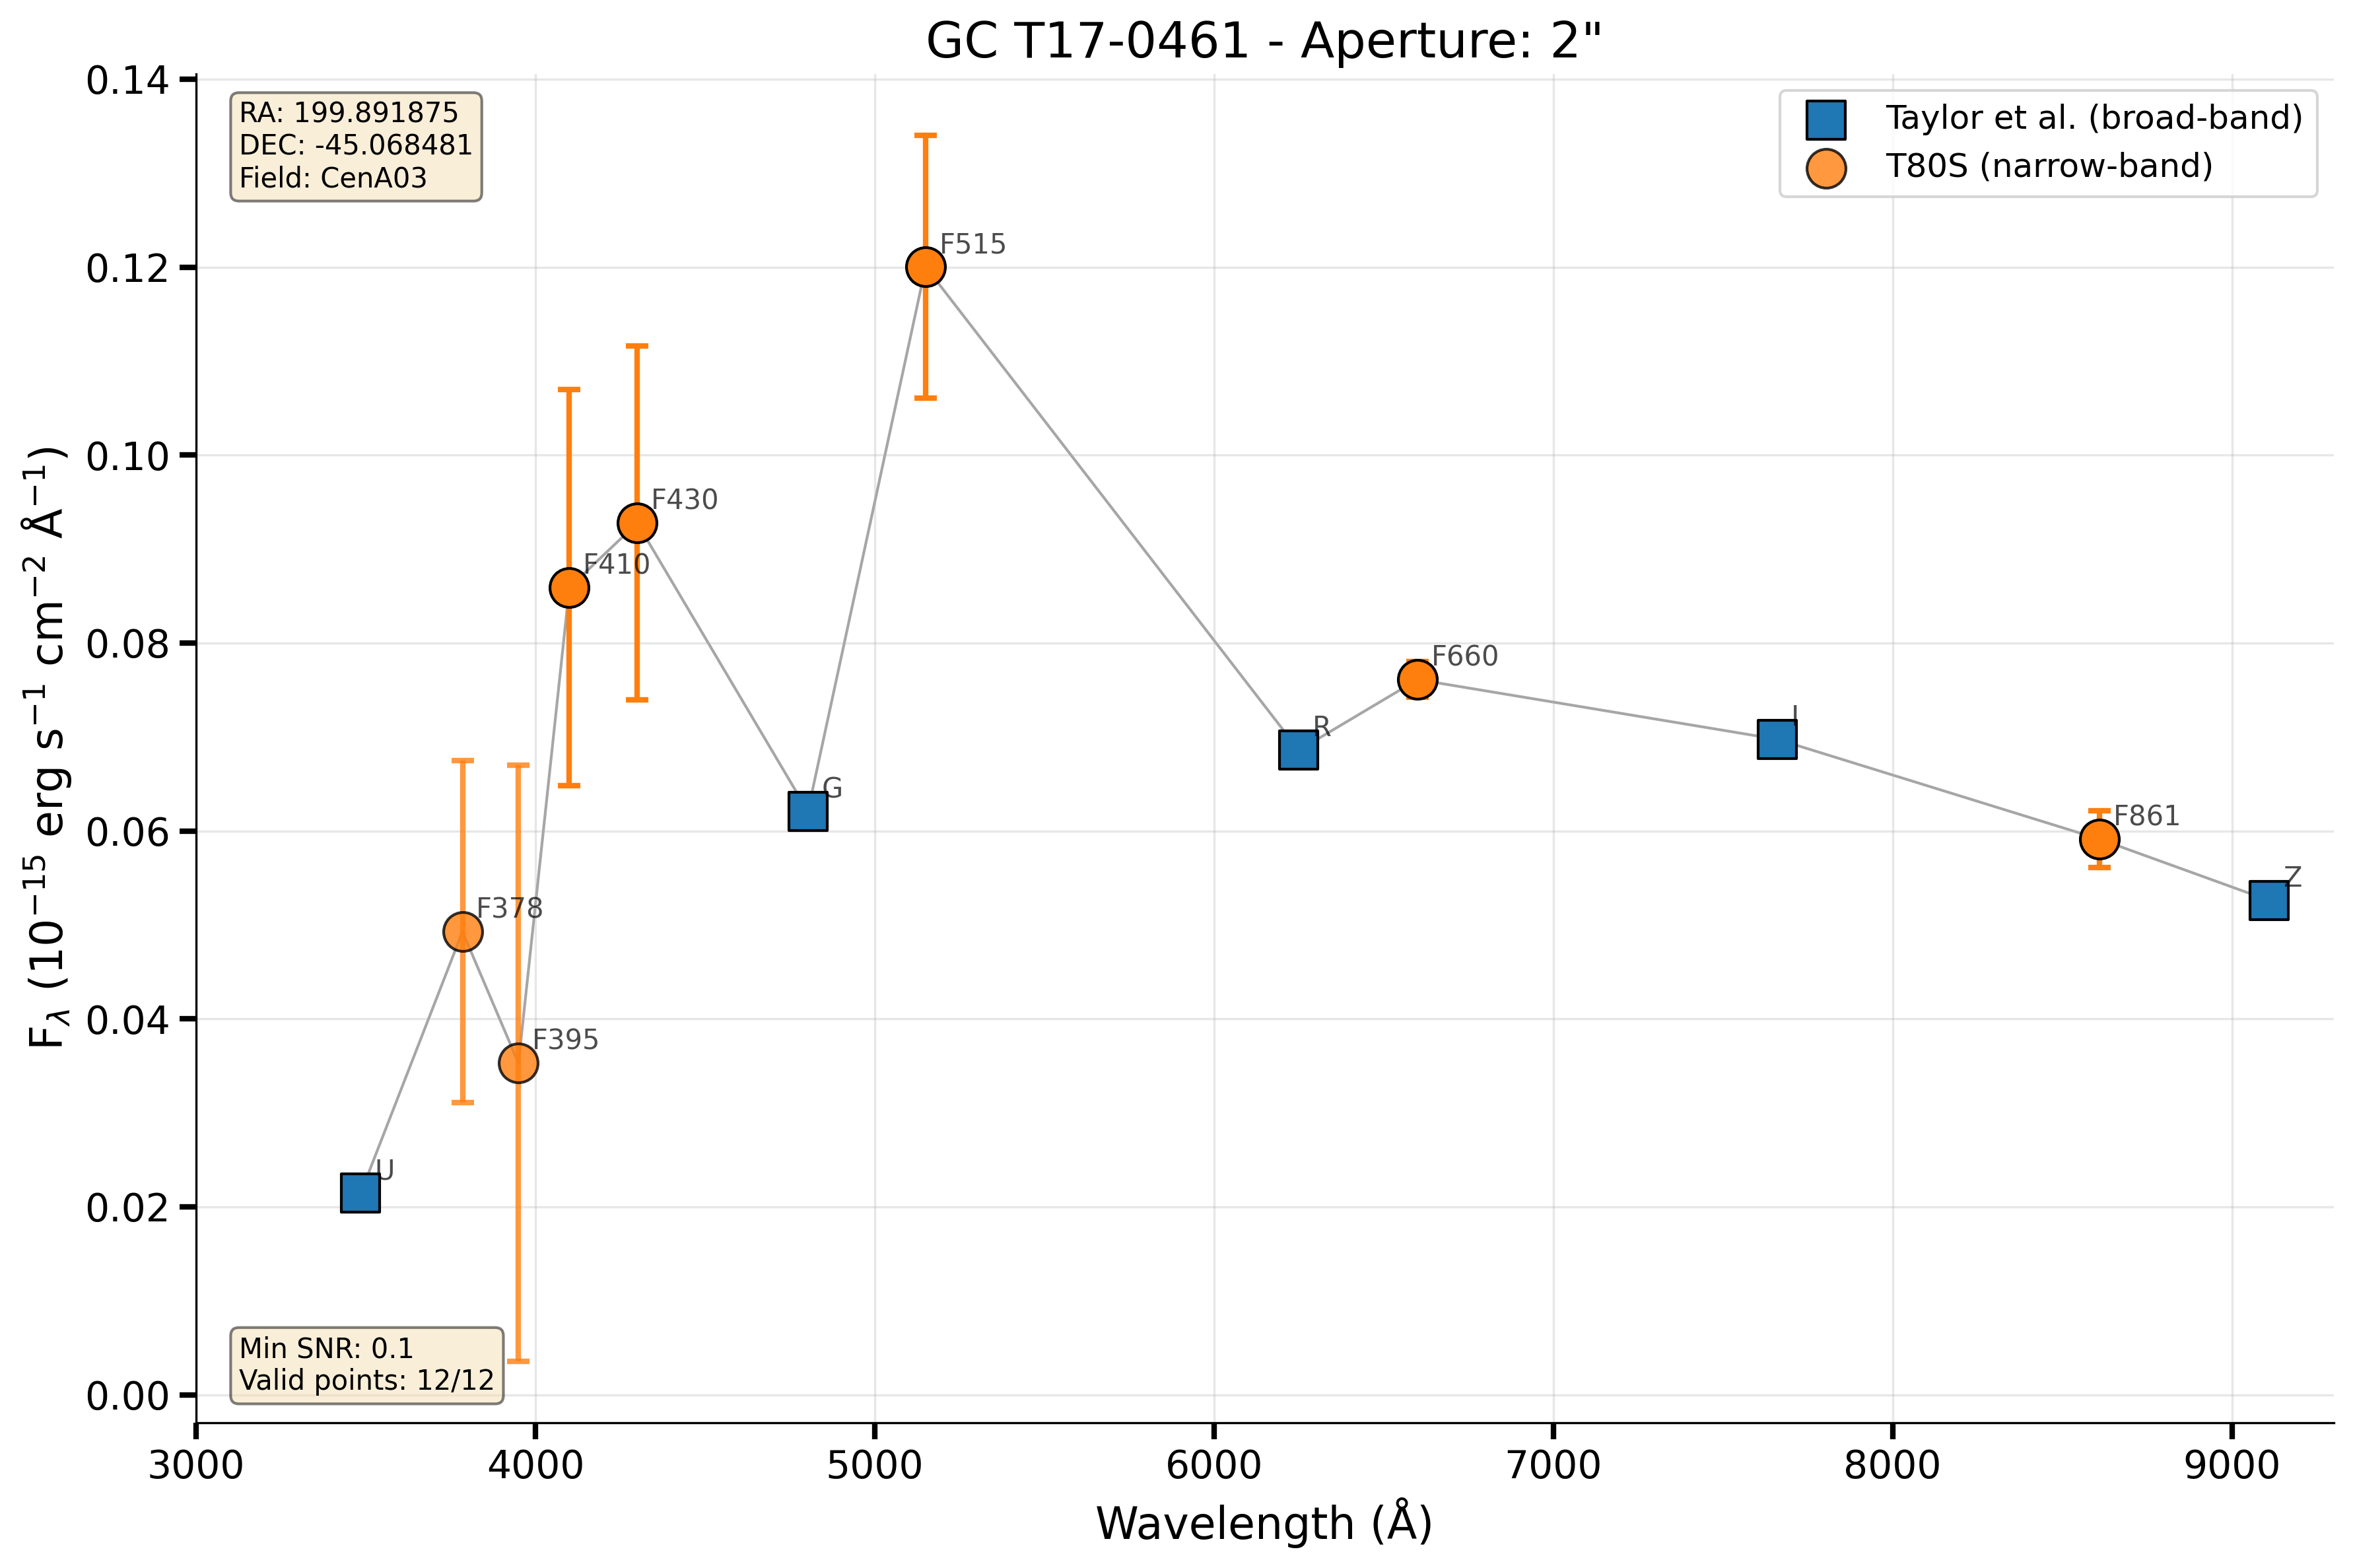 GC T17-0461 - Aperture: 2"
RA: 199.891875
DEC: -45.068481
Field: CenA03
Taylor et al. (broad-band)
T80S (narrow-band)
F515
F430
F410
F660
R
I
G
F861
Z
F378
F395
U
Min SNR: 0.1
Valid points: 12/12
0.14
0.12
0.10
0.08
0.06
0.04
0.02
0.00
F_λ (10⁻¹⁵ erg s⁻¹ cm⁻² Å⁻¹)
3000 4000 5000 6000 7000 8000 9000
Wavelength (Å)